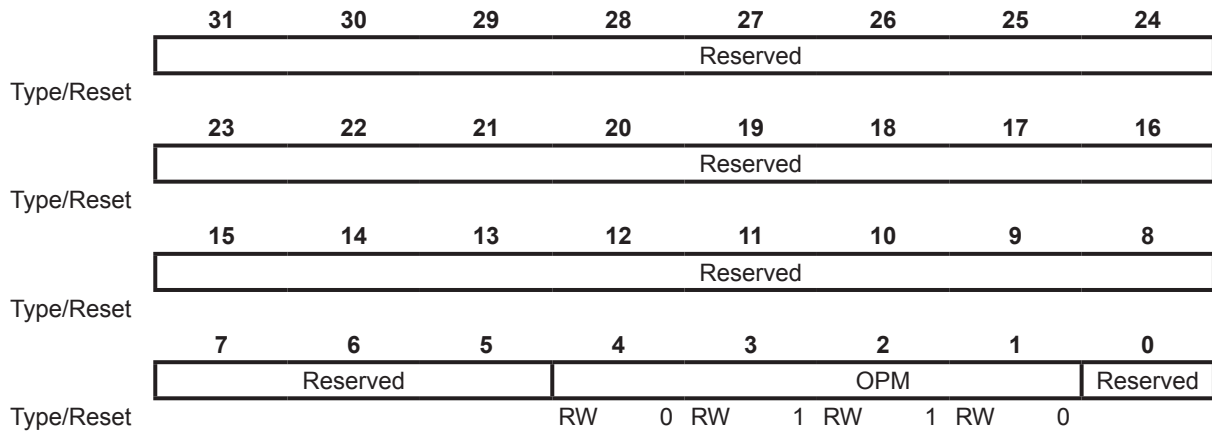 31 30 29 28 27 26 25 24
Reserved
Type/Reset
23 22 21 20 19 18 17 16
Reserved
Type/Reset
15 14 13 12 11 10 9 8
Reserved
Type/Reset
7 6 5 4 3 2 1 0
Reserved OPM Reserved
Type/Reset RW 0 RW 1 RW 1 RW 0